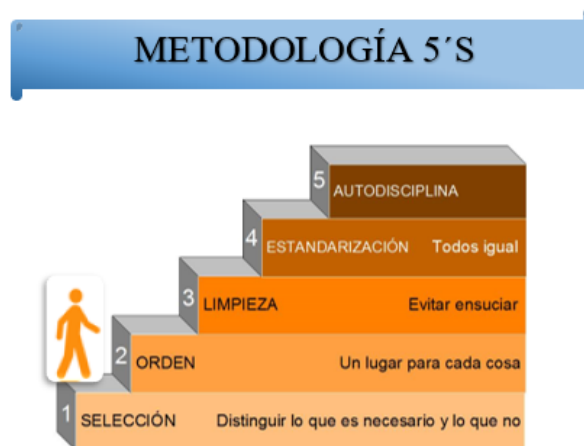 METODOLOGÍA 5´S
5 AUTODISCIPLINA
4 ESTANDARIZACIÓN Todos igual
3 LIMPIEZA Evitar ensuciar
2 ORDEN Un lugar para cada cosa
1 SELECCIÓN Distinguir lo que es necesario y lo que no